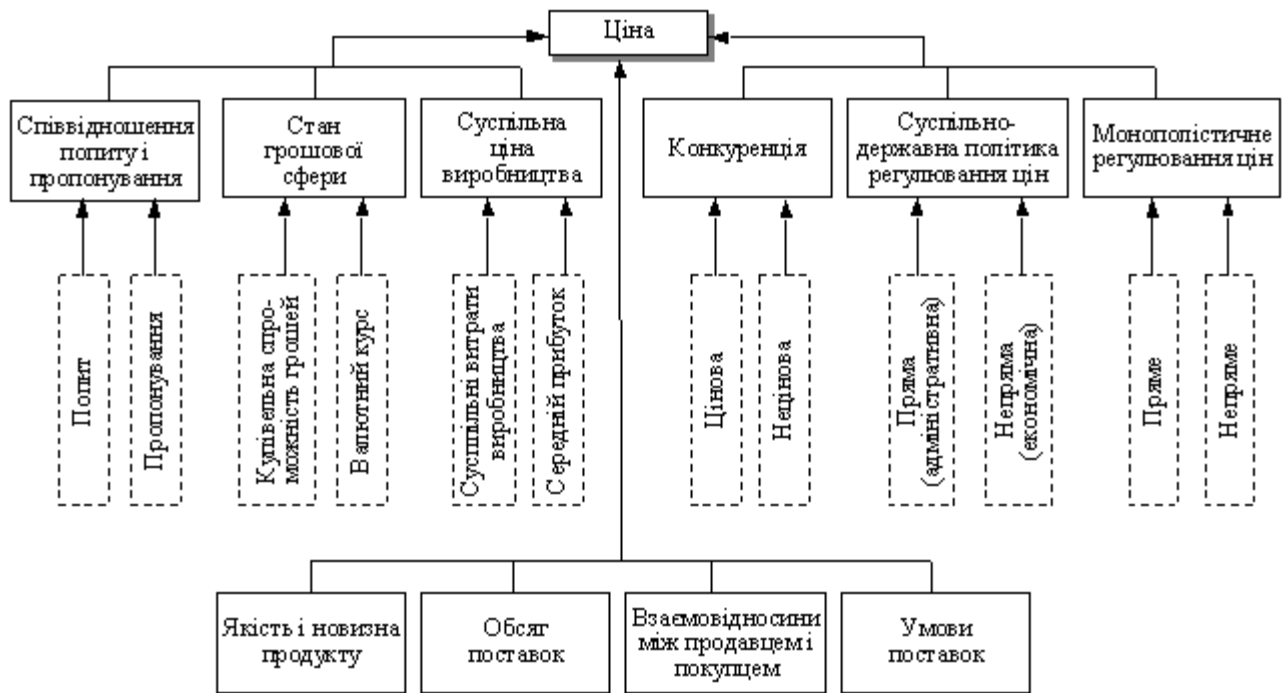 Ціна
Співвідношення
попиту і
пропонування
Стан
грошової
сфери
Суспільна
ціна
виробництва
Конкуренція
Суспільно-
державна політика
регулювання цін
Монополістичне
регулювання цін
Попит
Пропонування
Купівельна спро-
можність грошей
Валютний курс
Суспільні витрати
виробництва
Середній прибуток
Цінова
Нецінова
Пряма
(адміністративна)
Непряма
(економічна)
Пряме
Непряме
Якість і новизна
продукту
Обсяг
поставок
Взаємовідносини
між продавцем і
покупцем
Умови
поставок